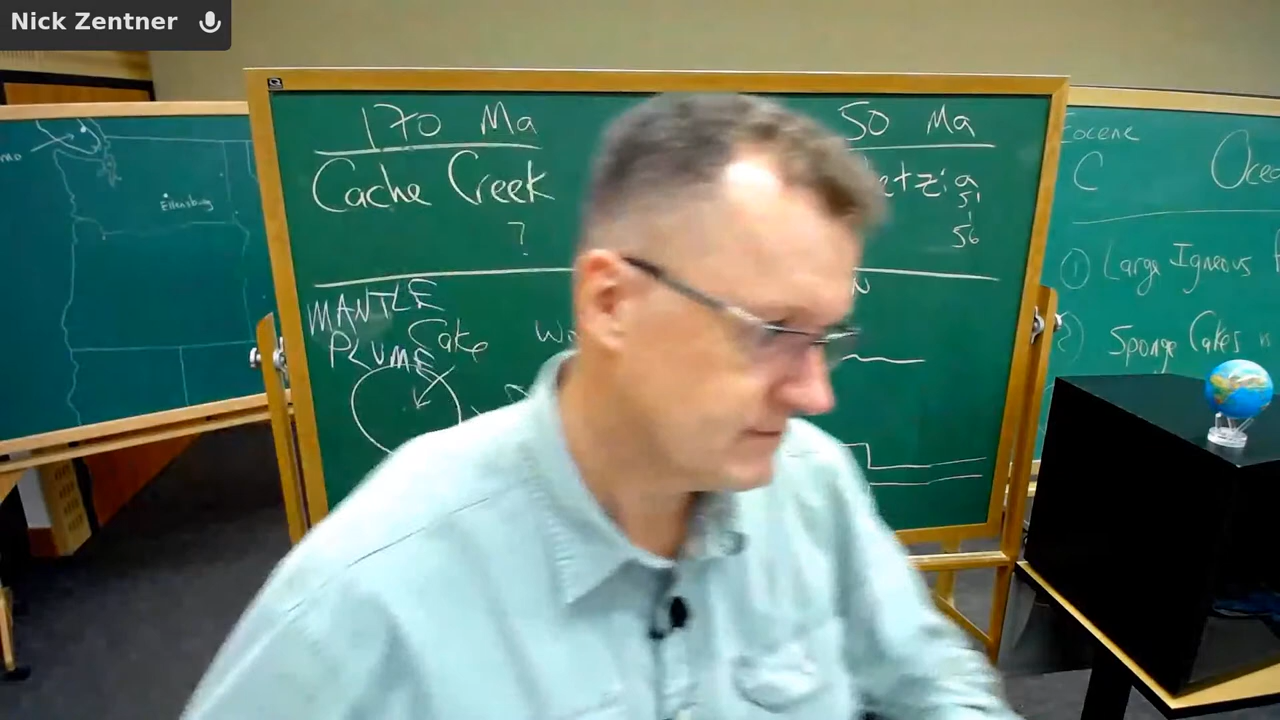 Nick Zentner
170 Ma
Cache Creek
?
MANTLE
PLUME
Cake
50 Ma
51
56
Ellensburg
Eocene
C
① Large Igneous
② Sponge Cakes vs